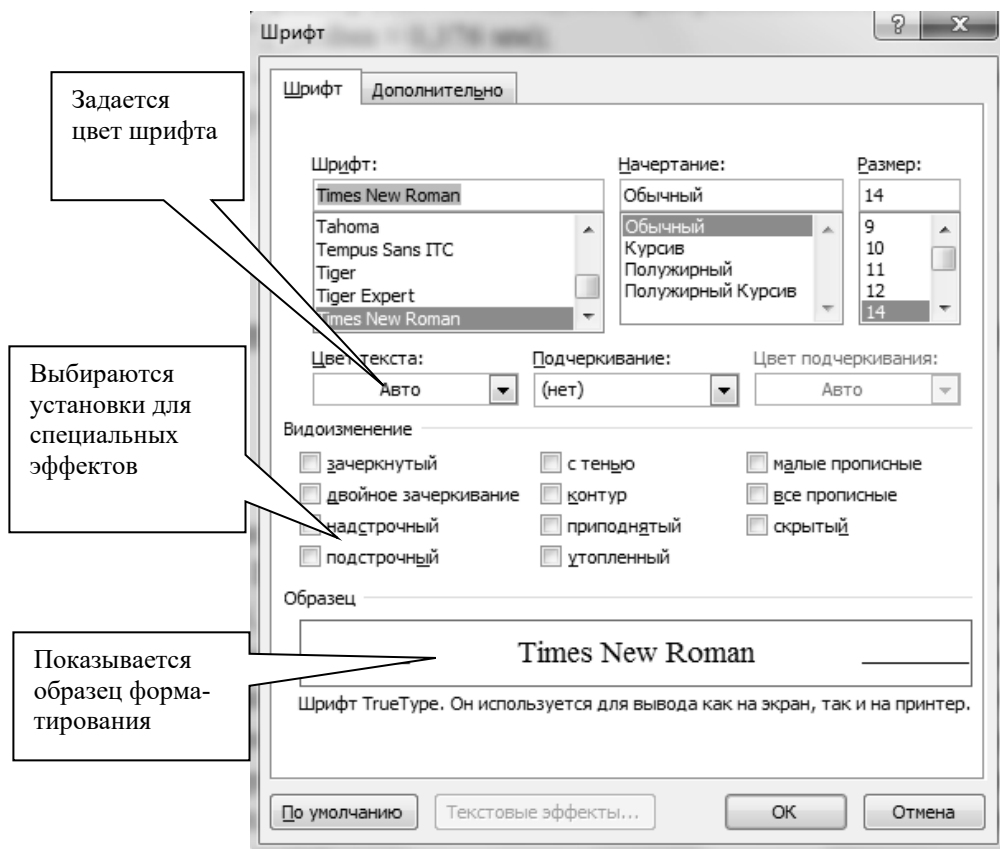 Шрифт
Шрифт
Дополнительно
Задается
цвет шрифта
Шрифт:
Начертание:
Размер:
Times New Roman
Обычный
14
Tahoma
Tempus Sans ITC
Tiger
Tiger Expert
Times New Roman
Обычный
Курсив
Полужирный
Полужирный Курсив
9
10
11
12
14
Цвет текста:
Подчеркивание:
Цвет подчеркивания:
Авто
(нет)
Авто
Выбираются
установки для
специальных
эффектов
Видоизменение
зачеркнутый
с тенью
малые прописные
двойное зачеркивание
контур
все прописные
надстрочный
приподнятый
скрытый
подстрочный
утопленный
Образец
Показывается
образец форма-
тирования
Times New Roman
Шрифт TrueType. Он используется для вывода как на экран, так и на принтер.
По умолчанию
Текстовые эффекты...
ОК
Отмена